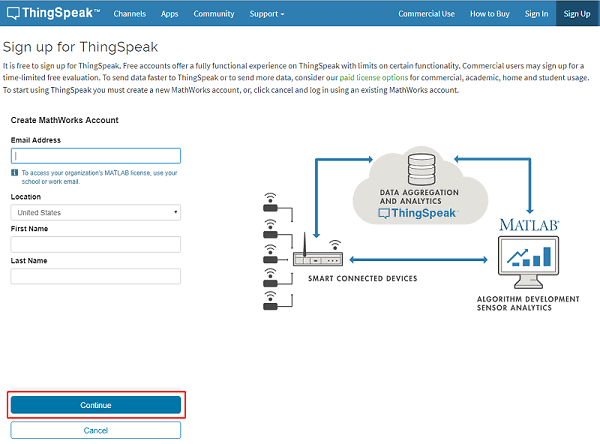 ThingSpeak™ Channels Apps Community Support Commercial Use How to Buy Sign In Sign Up
Sign up for ThingSpeak
It is free to sign up for ThingSpeak. Free accounts offer a fully functional experience on ThingSpeak with limits on certain functionality. Commercial users may sign up for a
time-limited free evaluation. To send data faster to ThingSpeak or to send more data, consider our paid license options for commercial, academic, home and student usage.
To start using ThingSpeak you must create a new MathWorks account, or, click cancel and log in using an existing MathWorks account.
Create MathWorks Account
Email Address
To access your organization's MATLAB license, use your
school or work email.
Location
United States
First Name
Last Name
DATA AGGREGATION
AND ANALYTICS
ThingSpeak™
SMART CONNECTED DEVICES
MATLAB®
ALGORITHM DEVELOPMENT
SENSOR ANALYTICS
Continue
Cancel